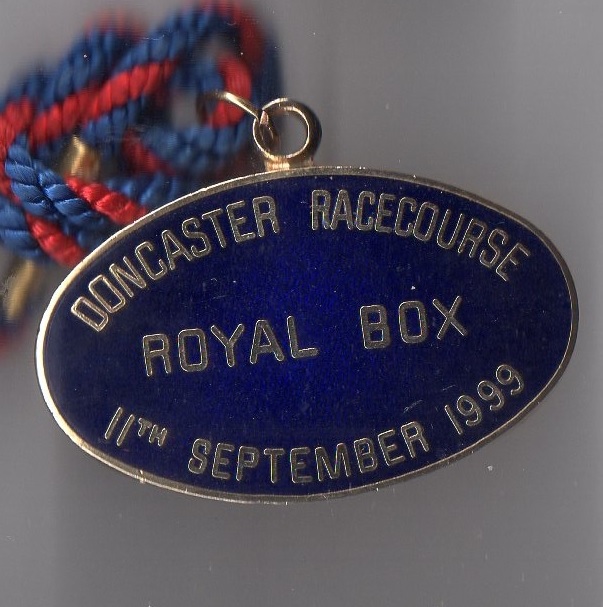 DONCASTER RACECOURSE
ROYAL BOX
11TH SEPTEMBER 1999